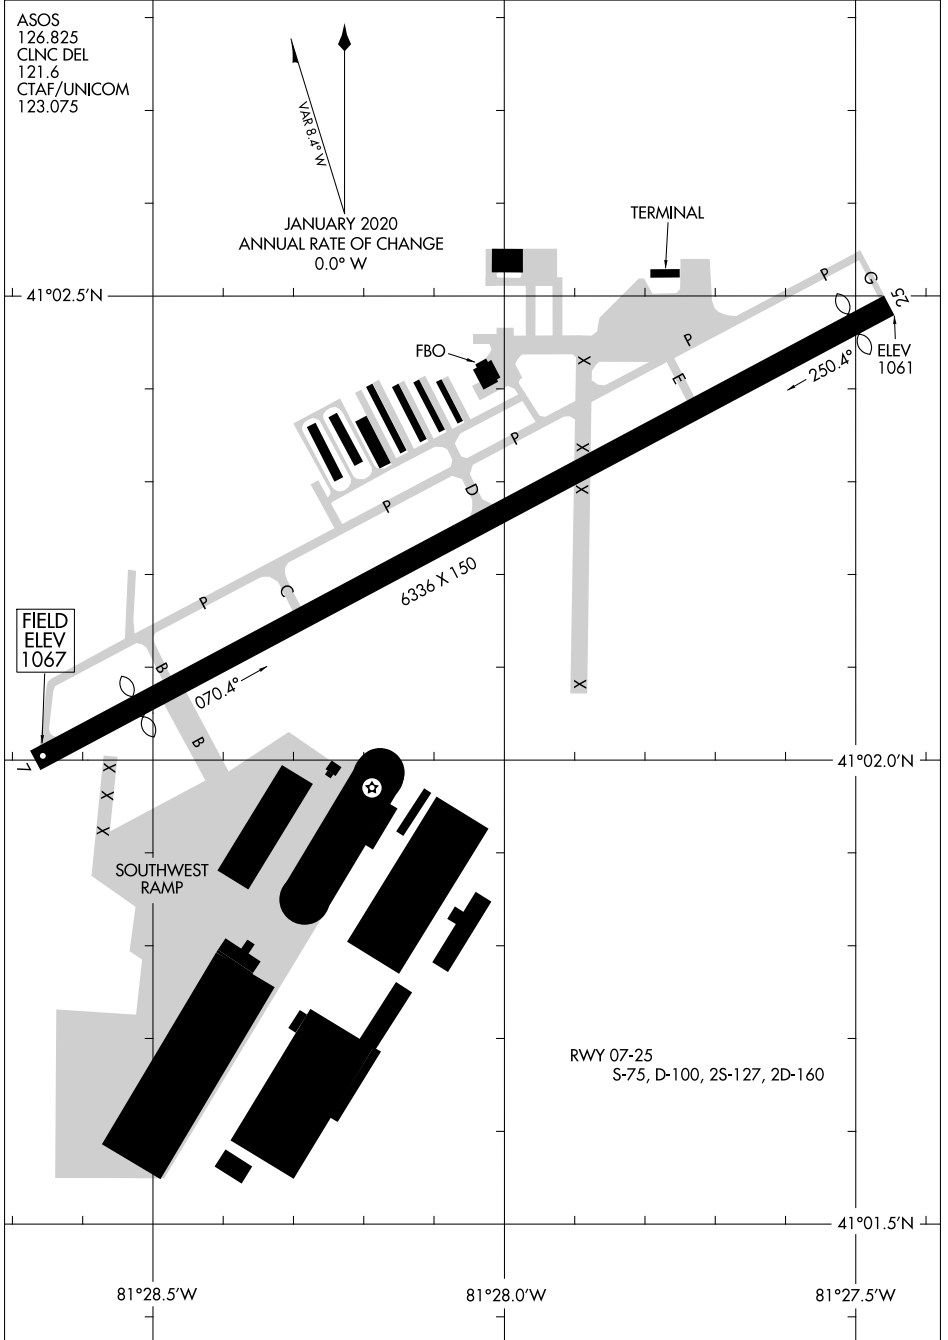 ASOS
126.825
CLNC DEL
121.6
CTAF/UNICOM
123.075
VAR 8.4° W
JANUARY 2020
ANNUAL RATE OF CHANGE
0.0° W
TERMINAL
P
G
25
41°02.5'N
ELEV
1061
250.4°
FBO
P
X
E
P
X
X
D
P
6336 X 150
C
P
FIELD
ELEV
1067
B
070.4°
X
B
7
41°02.0'N
X
X
X
SOUTHWEST
RAMP
RWY 07-25
S-75, D-100, 2S-127, 2D-160
41°01.5'N
81°28.5'W
81°28.0'W
81°27.5'W